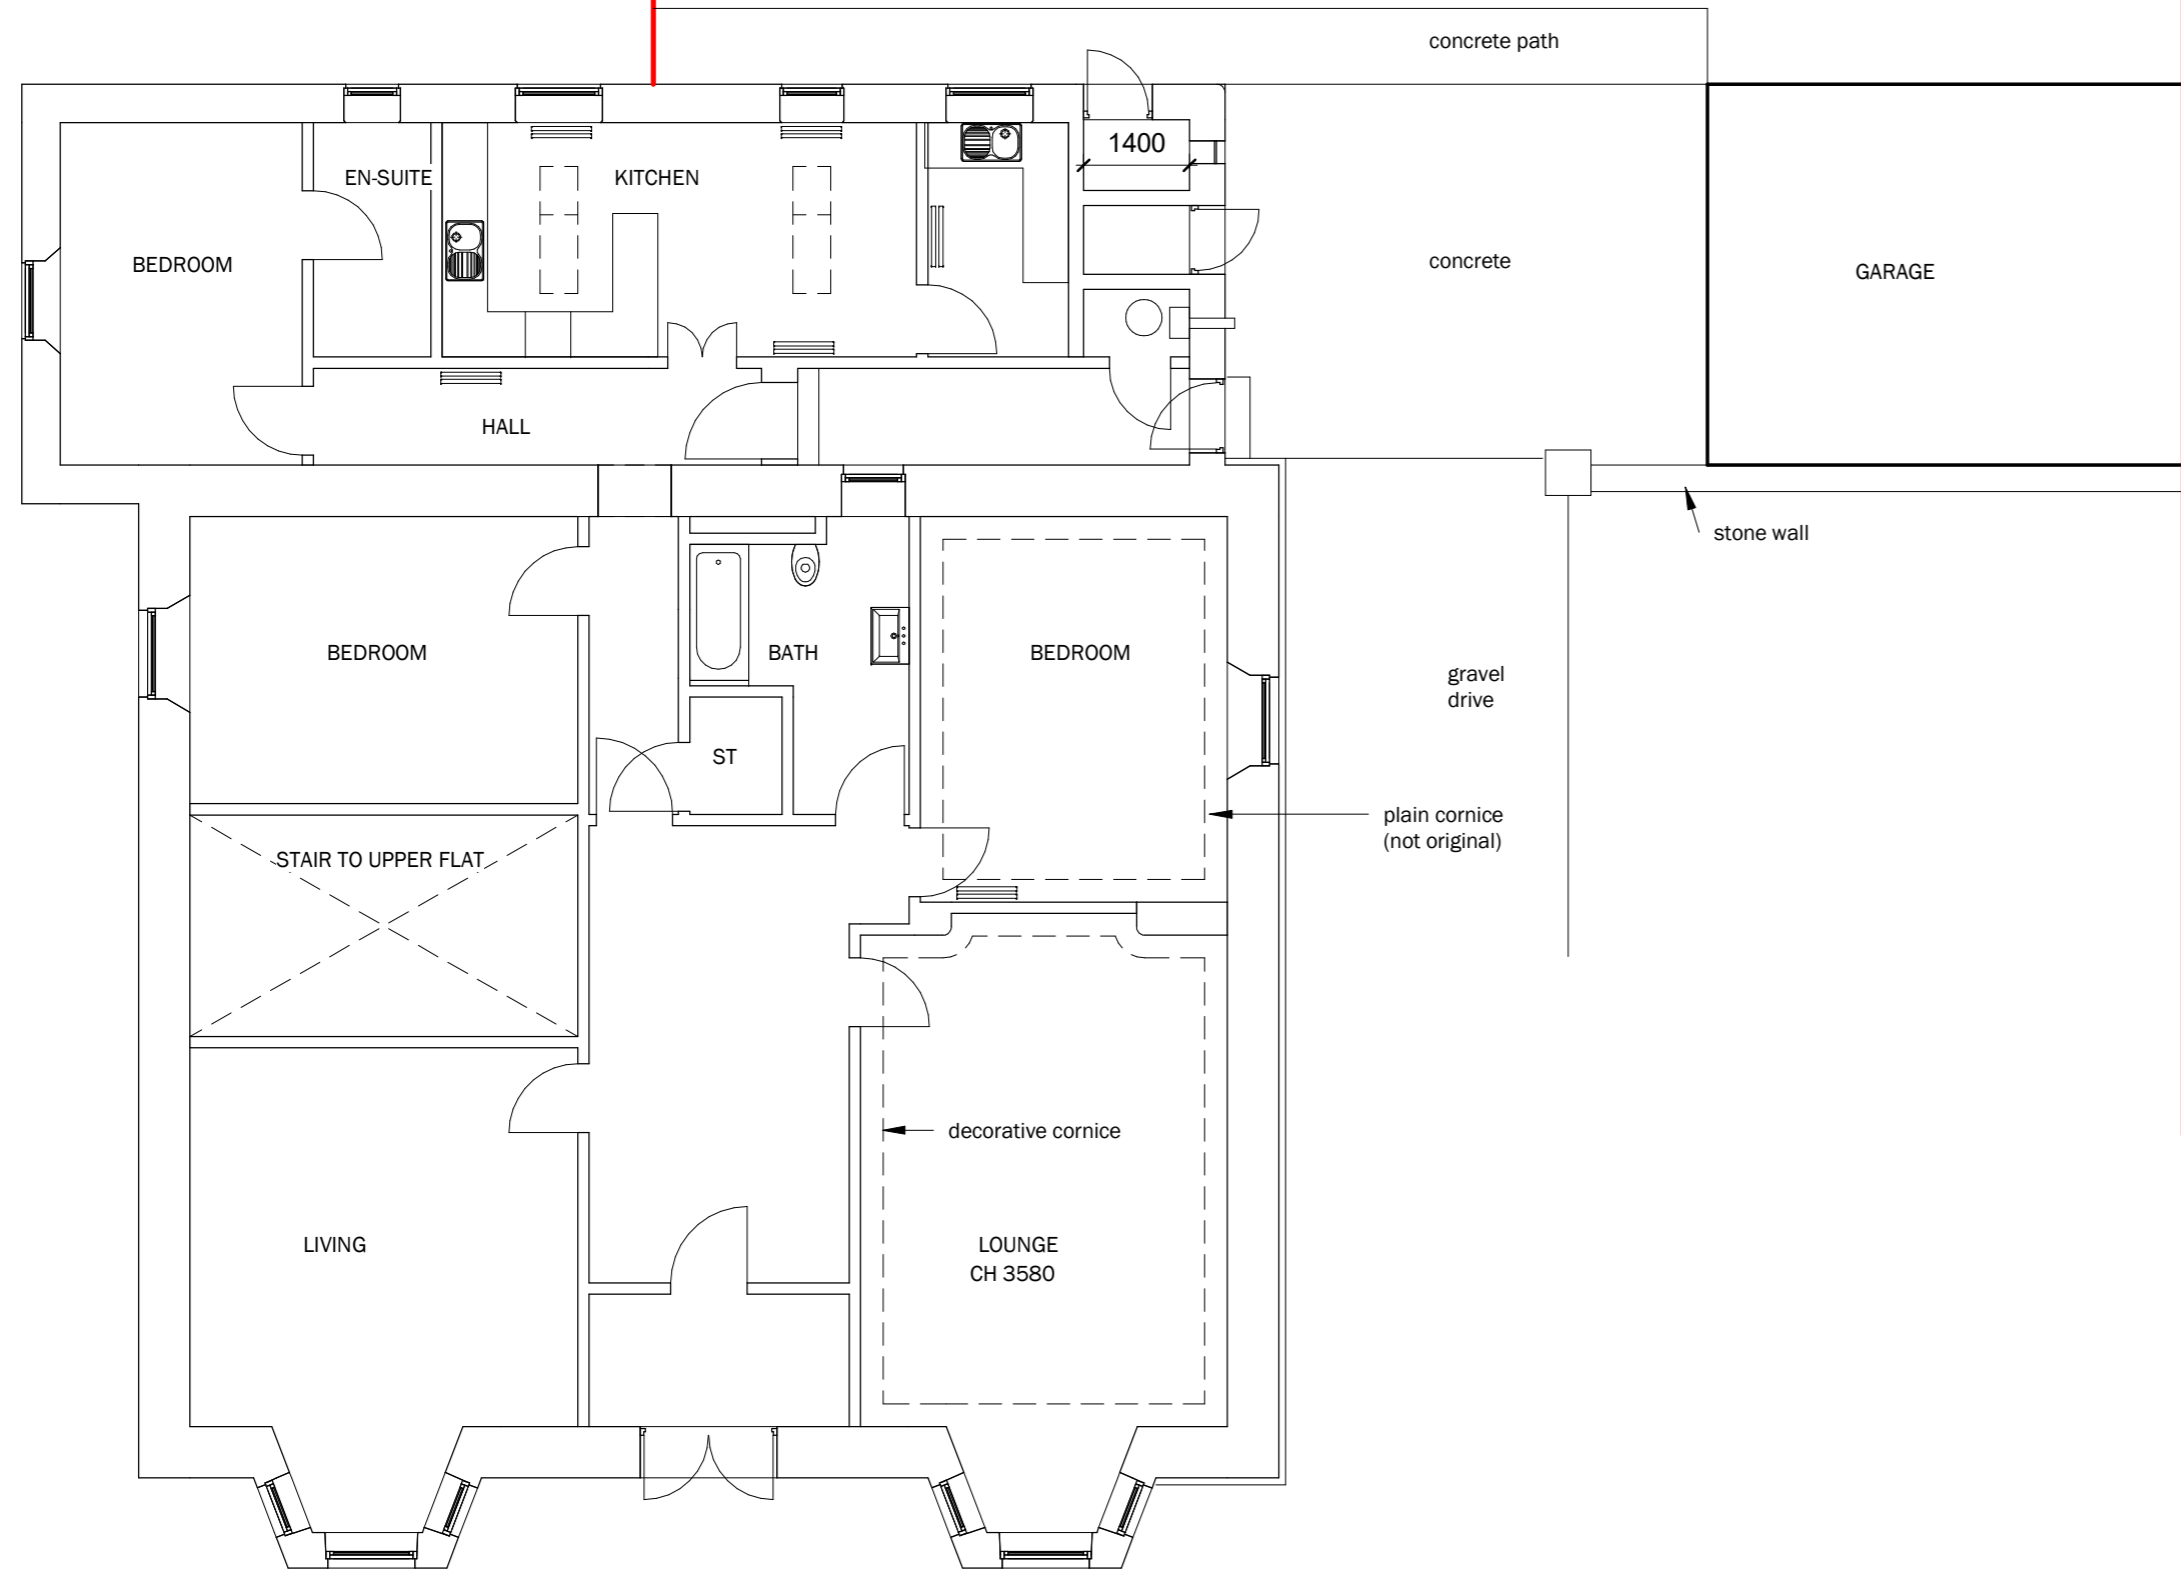 concrete path
1400
EN-SUITE
KITCHEN
BEDROOM
concrete
GARAGE
HALL
stone wall
BEDROOM
BATH
BEDROOM
gravel
drive
ST
plain cornice
(not original)
STAIR TO UPPER FLAT
decorative cornice
LIVING
LOUNGE
CH 3580